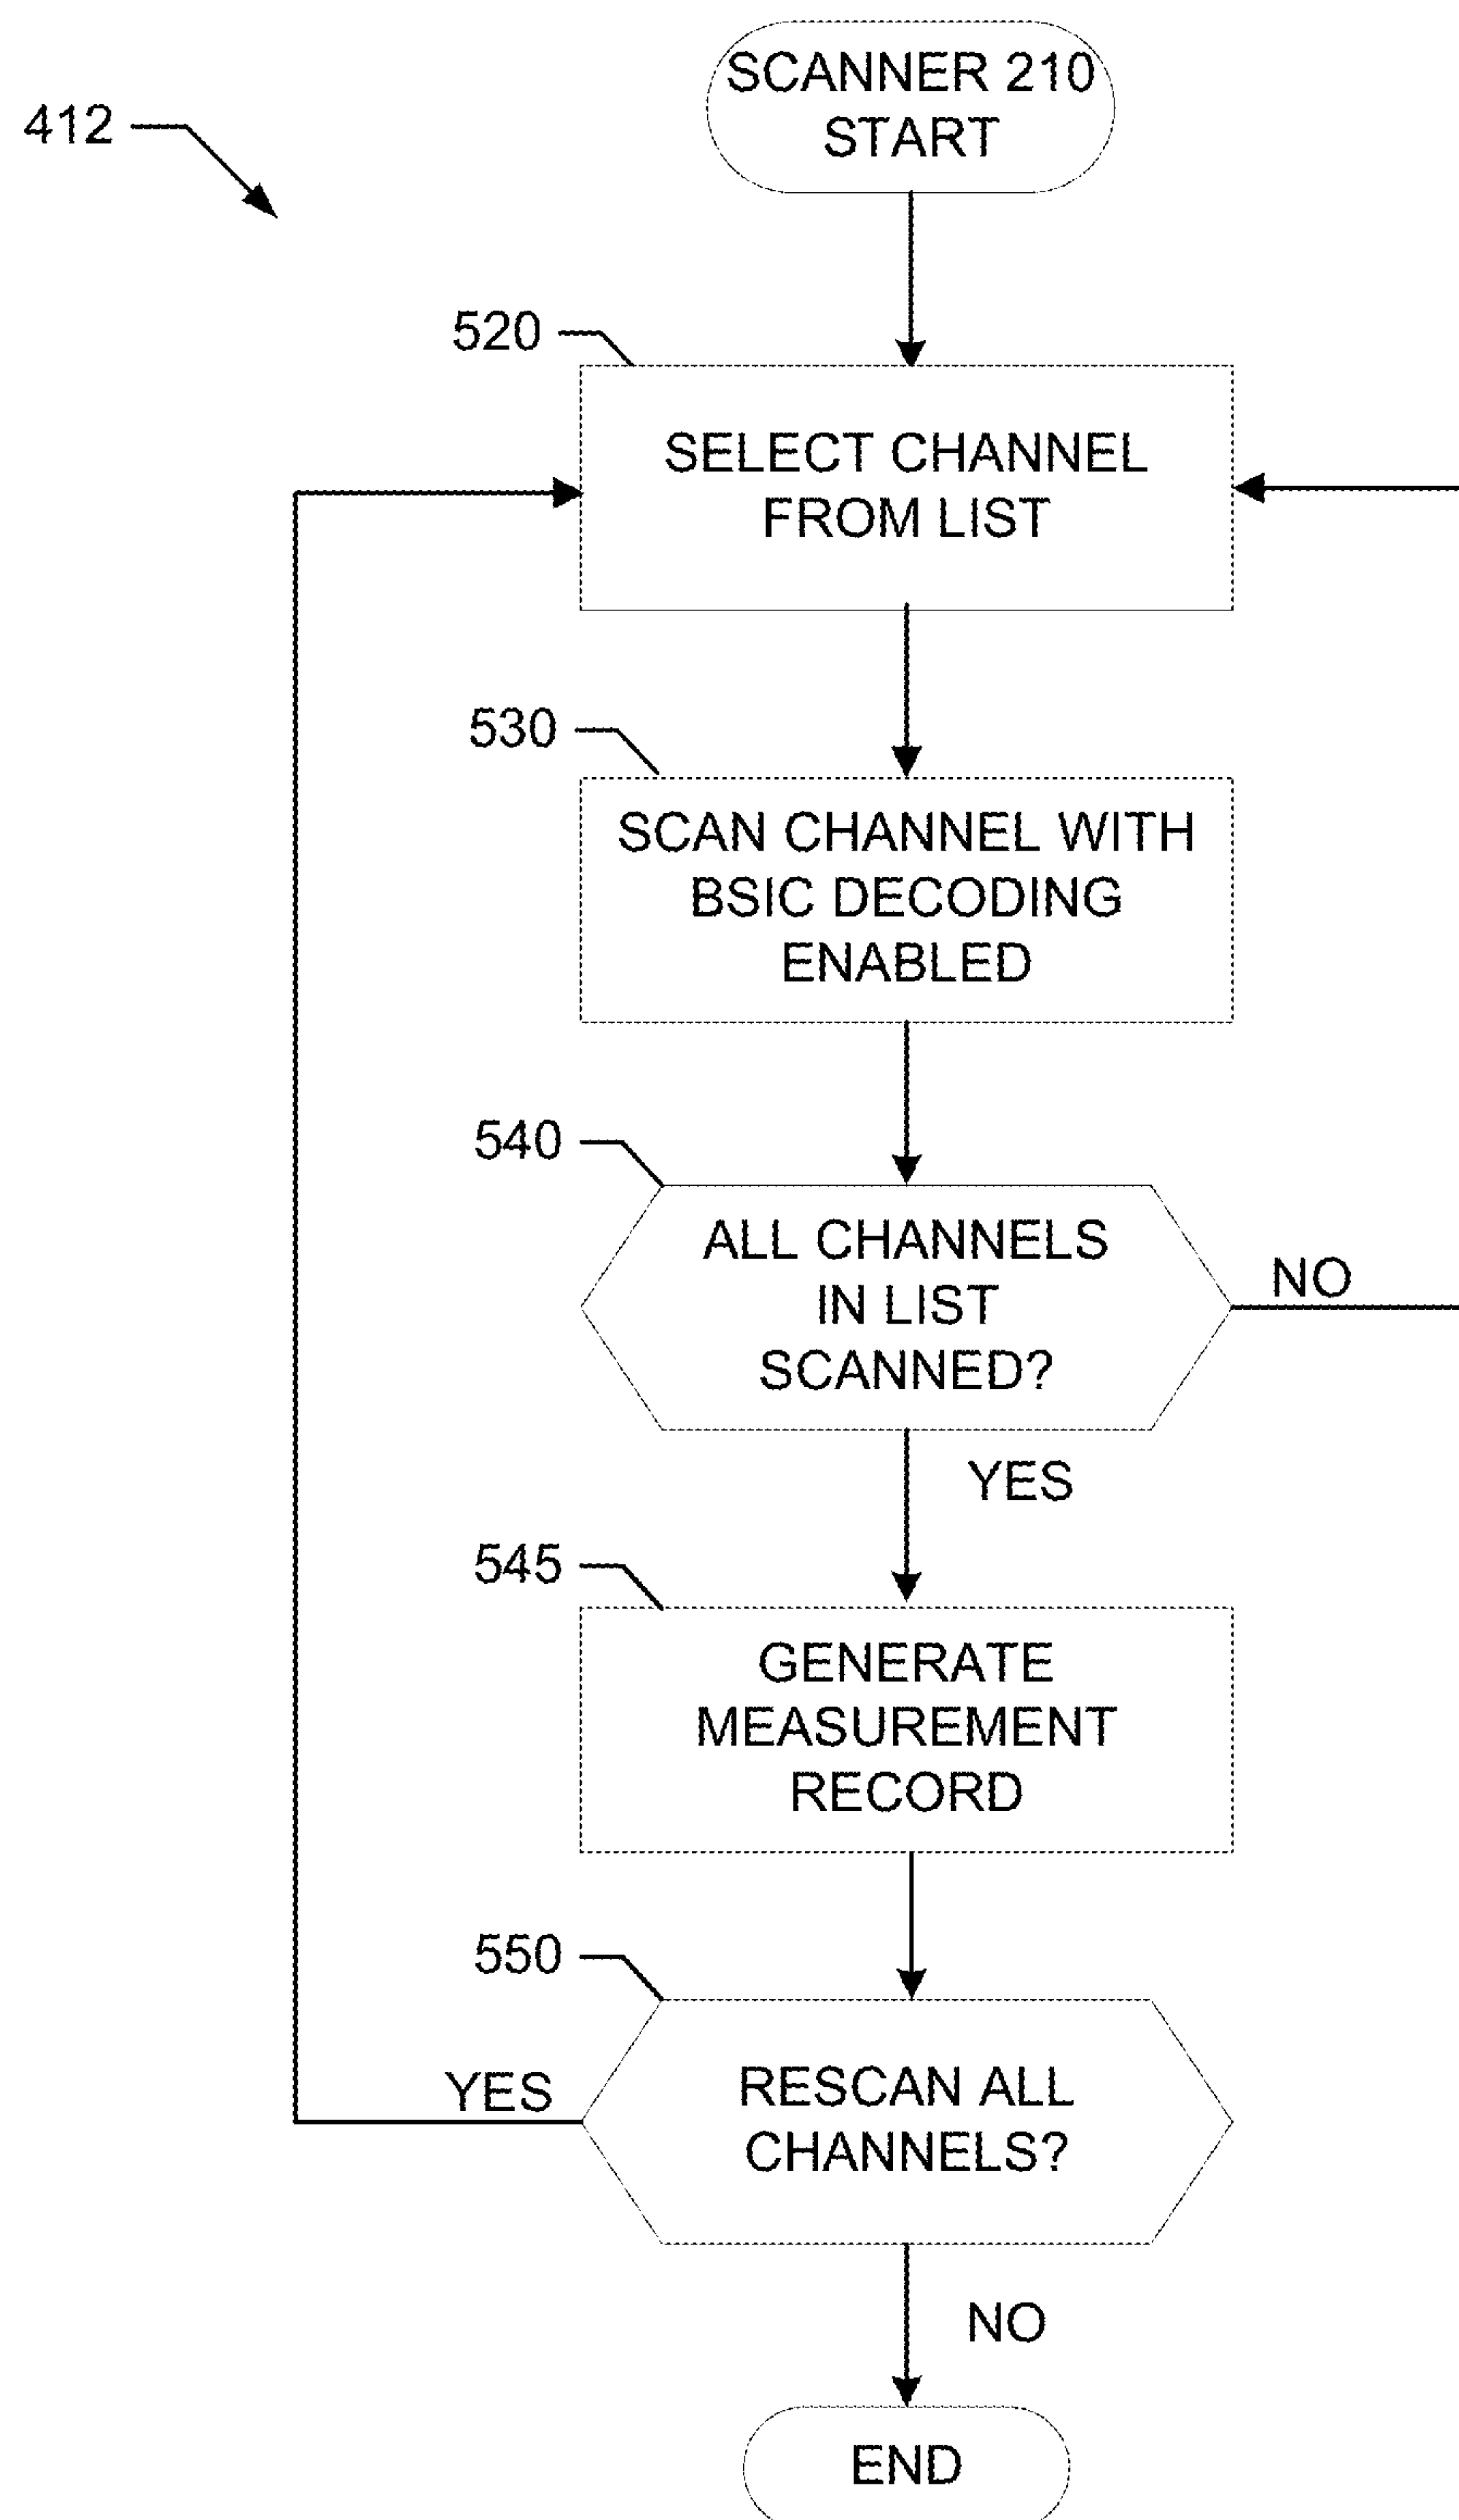 SCANNER 210
START
412
520
SELECT CHANNEL
FROM LIST
530
SCAN CHANNEL WITH
BSIC DECODING
ENABLED
540
ALL CHANNELS
IN LIST
SCANNED?
NO
YES
545
GENERATE
MEASUREMENT
RECORD
550
YES
RESCAN ALL
CHANNELS?
NO
END